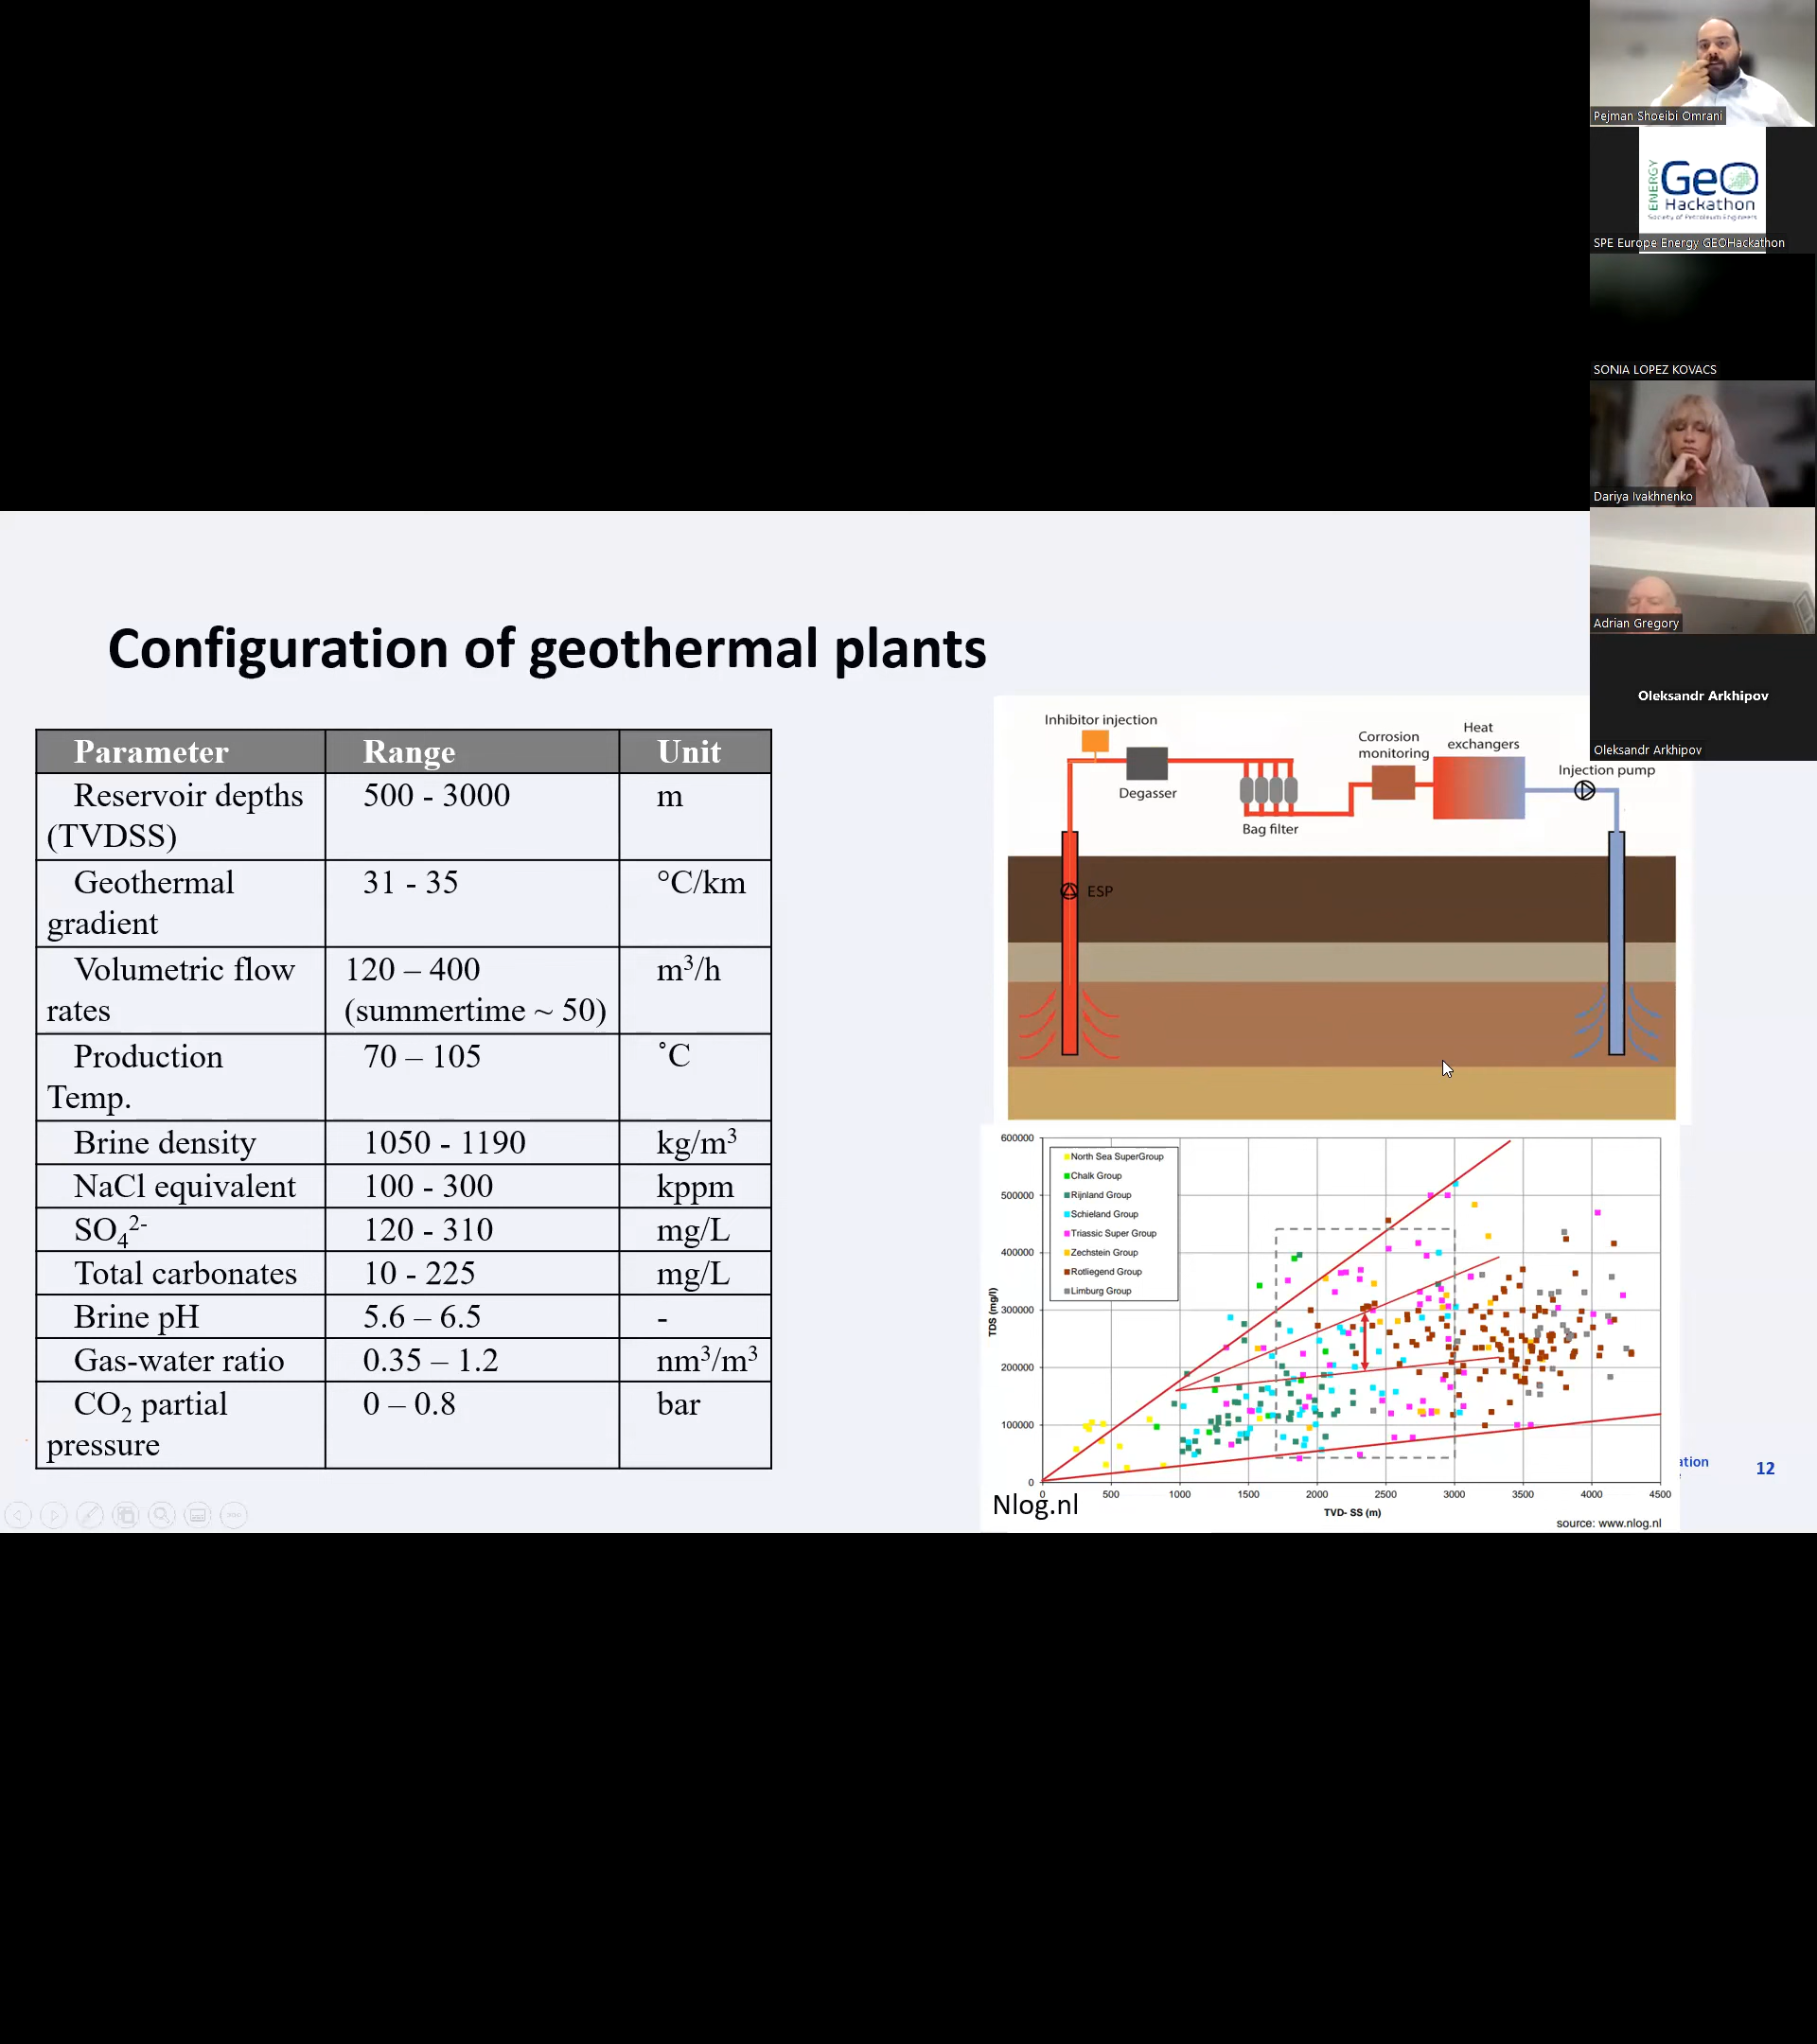 Pejman Shoeibi Omrani
ENERGY
GeO
Hackathon
Society of Petroleum Engineers
SPE Europe Energy GEOHackathon
SONIA LOPEZ KOVACS
Dariya Ivakhnenko
Adrian Gregory
Oleksandr Arkhipov
Oleksandr Arkhipov
Configuration of geothermal plants
Parameter Range Unit
Reservoir depths (TVDSS) 500 - 3000 m
Geothermal gradient 31 - 35 °C/km
Volumetric flow rates 120 – 400 (summertime ~ 50) m³/h
Production Temp. 70 – 105 ˚C
Brine density 1050 - 1190 kg/m³
NaCl equivalent 100 - 300 kppm
SO₄²⁻ 120 - 310 mg/L
Total carbonates 10 - 225 mg/L
Brine pH 5.6 – 6.5 -
Gas-water ratio 0.35 – 1.2 nm³/m³
CO₂ partial pressure 0 – 0.8 bar
Inhibitor injection
Degasser
Bag filter
Corrosion
monitoring
Heat
exchangers
Injection pump
ESP
600000
500000
400000
300000
200000
100000
0
TDS (mg/l)
North Sea SuperGroup
Chalk Group
Rijnland Group
Schieland Group
Triassic Super Group
Zechstein Group
Rotliegend Group
Limburg Group
0 500 1000 1500 2000 2500 3000 3500 4000 4500
TVD- SS (m)
Nlog.nl
source: www.nlog.nl
ation
12